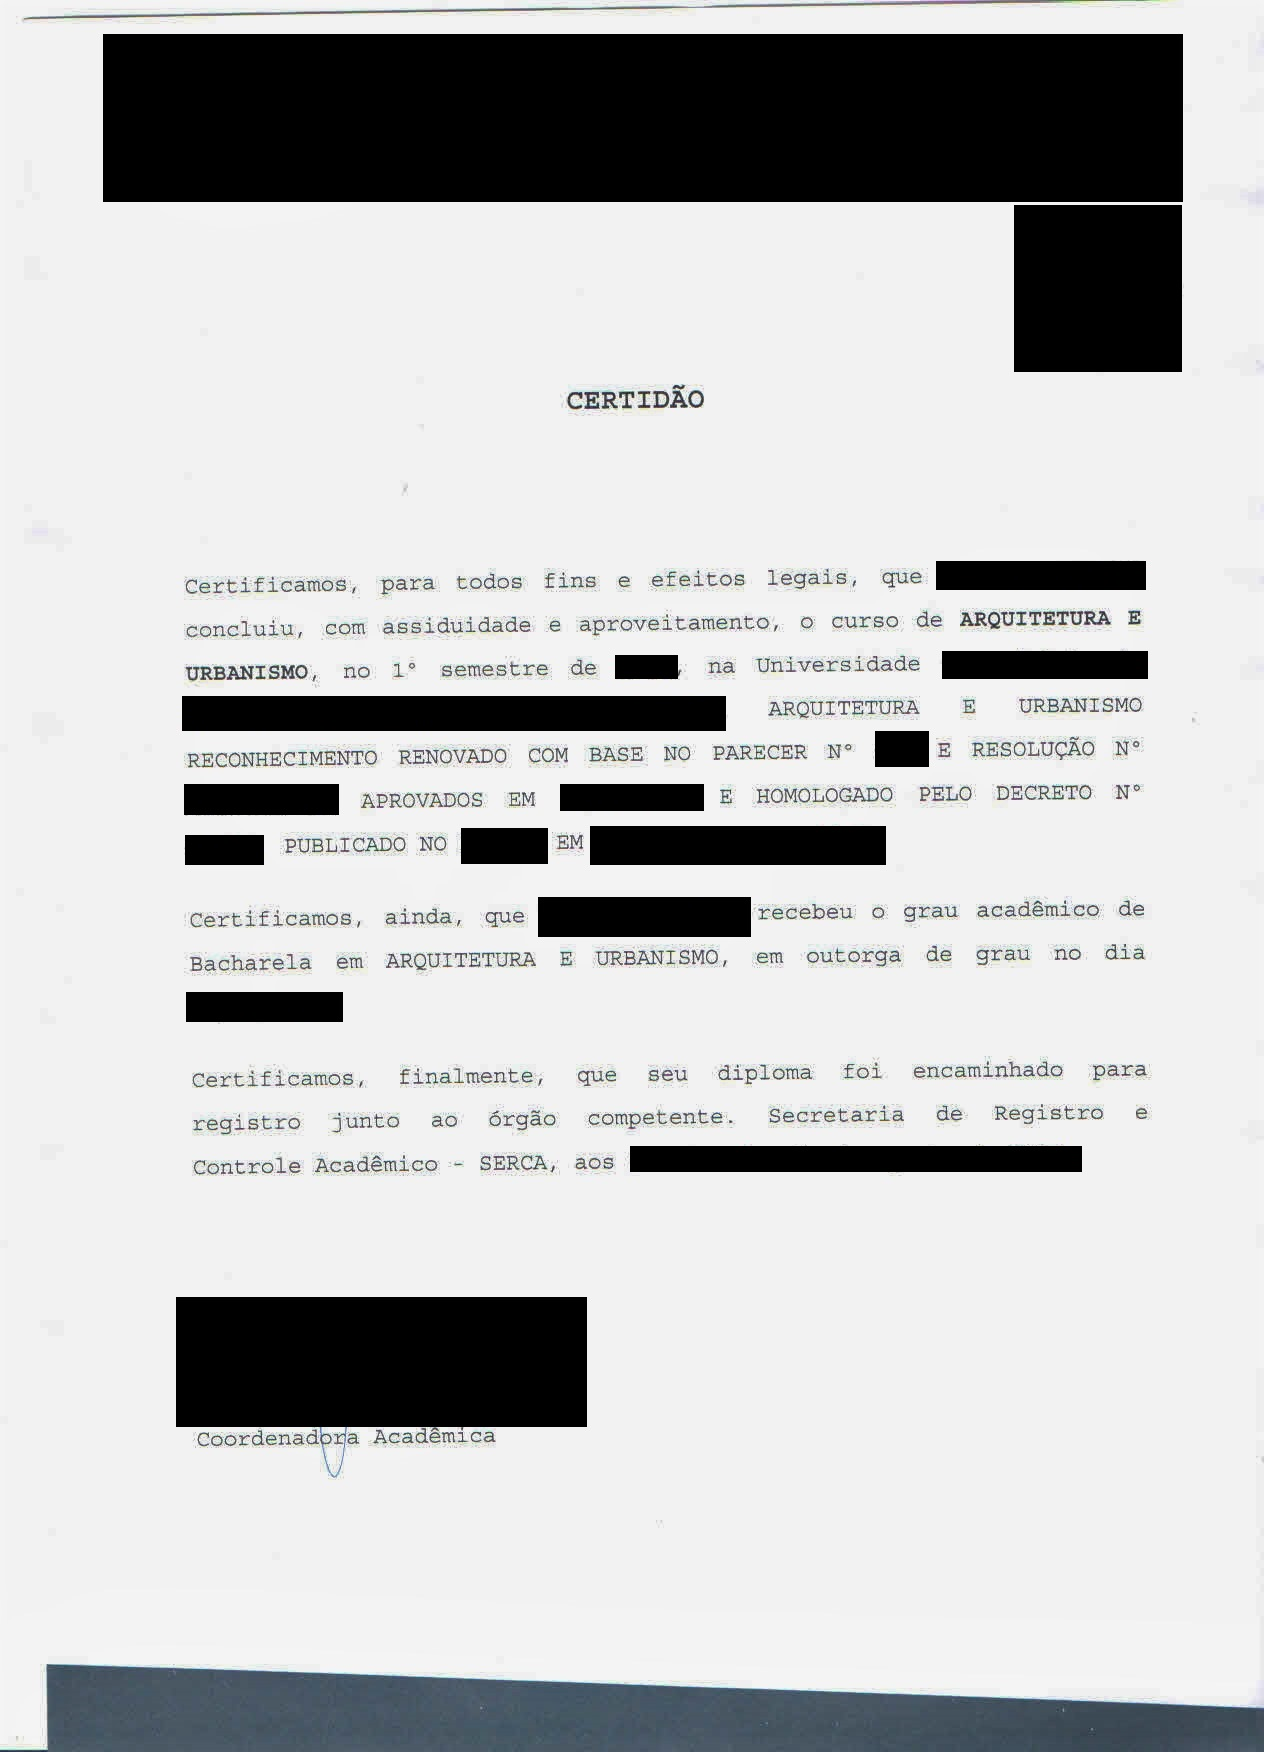 CERTIDÃO
Certificamos, para todos fins e efeitos legais, que
concluiu, com assiduidade e aproveitamento, o curso de ARQUITETURA E
URBANISMO, no 1° semestre de , na Universidade
ARQUITETURA E URBANISMO
RECONHECIMENTO RENOVADO COM BASE NO PARECER N° E RESOLUÇÃO N°
APROVADOS EM E HOMOLOGADO PELO DECRETO N°
PUBLICADO NO EM
Certificamos, ainda, que recebeu o grau acadêmico de
Bacharela em ARQUITETURA E URBANISMO, em outorga de grau no dia
Certificamos, finalmente, que seu diploma foi encaminhado para
registro junto ao órgão competente. Secretaria de Registro e
Controle Acadêmico - SERCA, aos
Coordenadora Acadêmica